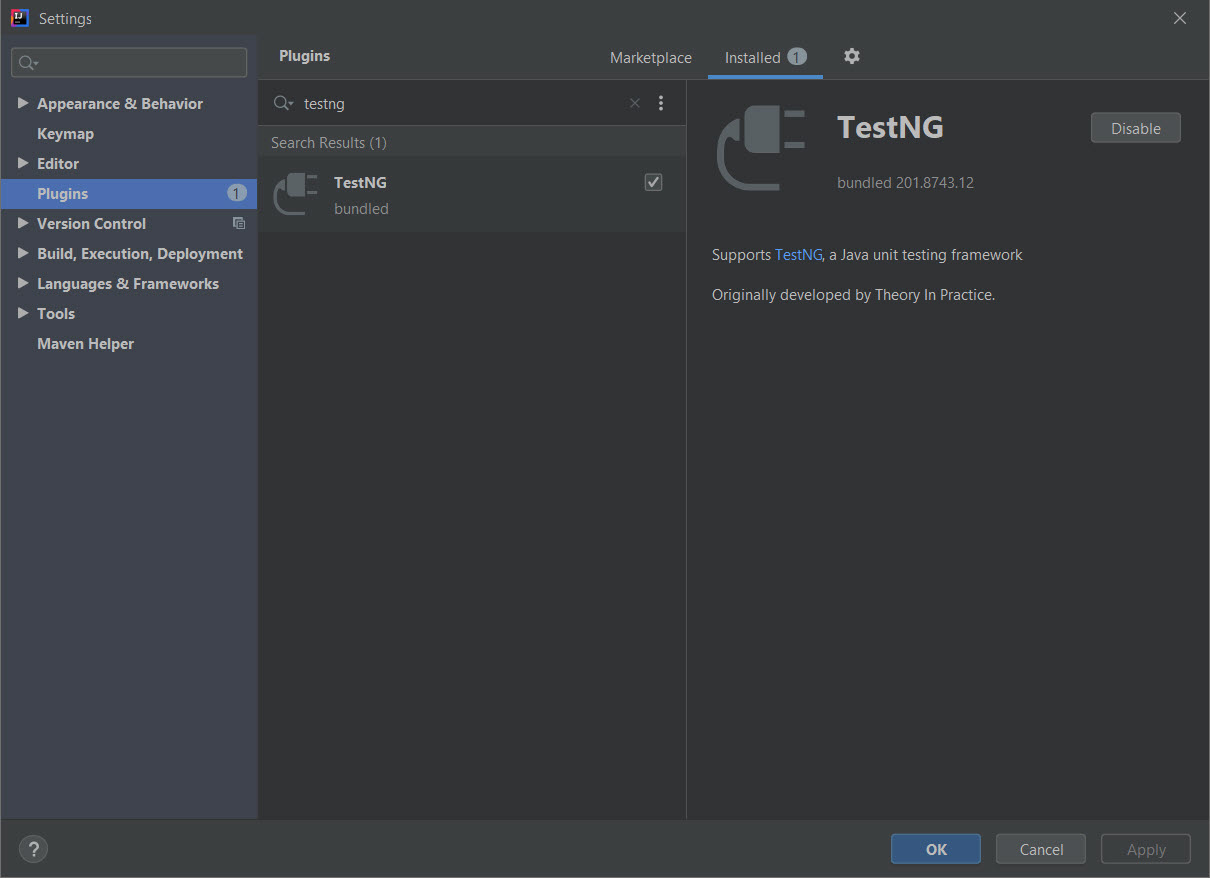 Settings
Plugins
Marketplace
Installed 1
Appearance & Behavior
Keymap
Editor
Plugins 1
Version Control
Build, Execution, Deployment
Languages & Frameworks
Tools
Maven Helper
testng
Search Results (1)
TestNG
bundled
TestNG
Disable
bundled 201.8743.12
Supports TestNG, a Java unit testing framework
Originally developed by Theory In Practice.
?
OK
Cancel
Apply